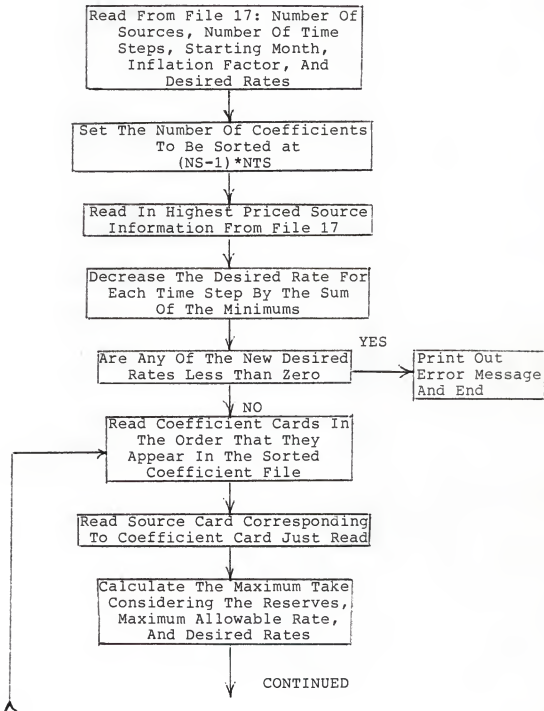 Read From File 17: Number Of
Sources, Number Of Time
Steps, Starting Month,
Inflation Factor, And
Desired Rates
Set The Number Of Coefficients
To Be Sorted at
(NS-1)*NTS
Read In Highest Priced Source
Information From File 17
Decrease The Desired Rate For
Each Time Step By The Sum
Of The Minimums
Are Any Of The New Desired
Rates Less Than Zero
YES
Print Out
Error Message
And End
NO
Read Coefficient Cards In
The Order That They
Appear In The Sorted
Coefficient File
Read Source Card Corresponding
To Coefficient Card Just Read
Calculate The Maximum Take
Considering The Reserves,
Maximum Allowable Rate,
And Desired Rates
CONTINUED